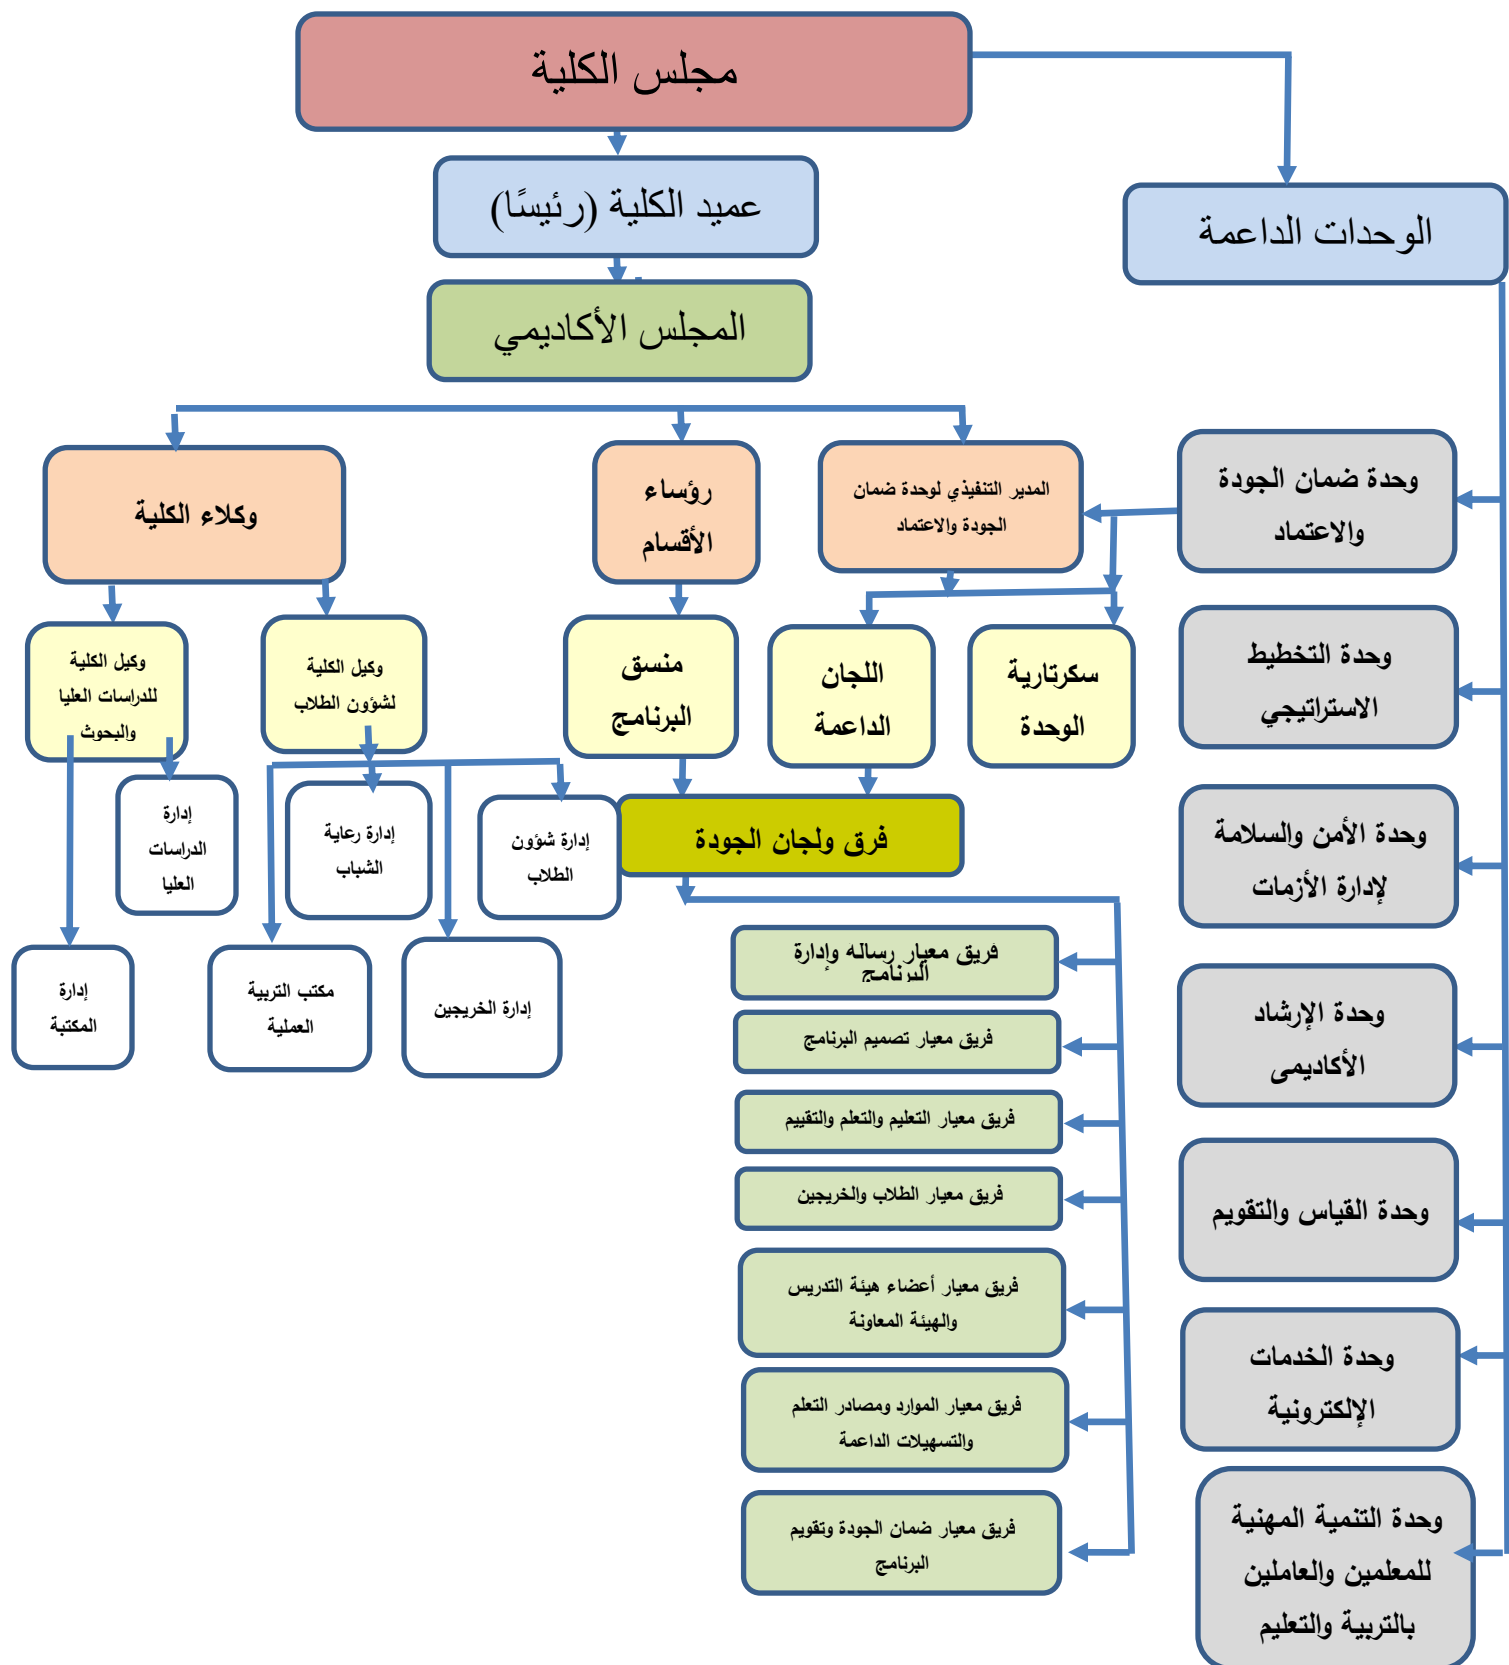 مجلس الكلية
عميد الكلية (رئيسًا)
الوحدات الداعمة
المجلس الأكاديمي
وحدة ضمان الجودة
والاعتماد
المدير التنفيذي لوحدة ضمان
الجودة والاعتماد
رؤساء
الأقسام
وكلاء الكلية
وحدة التخطيط
الاستراتيجي
سكرتارية
الوحدة
اللجان
الداعمة
منسق
البرنامج
وكيل الكلية
لشؤون الطلاب
وكيل الكلية
للدراسات العليا
والبحوث
وحدة الأمن والسلامة
لإدارة الأزمات
فرق ولجان الجودة
إدارة شؤون
الطلاب
إدارة رعاية
الشباب
إدارة
الدراسات
العليا
إدارة الخريجين
مكتب التربية
العملية
إدارة
المكتبة
وحدة الإرشاد
الأكاديمى
فريق معيار رساله وإدارة
البرنامج
فريق معيار تصميم البرنامج
فريق معيار التعليم والتعلم والتقييم
فريق معيار الطلاب والخريجين
وحدة القياس والتقويم
فريق معيار أعضاء هيئة التدريس
والهيئة المعاونة
وحدة الخدمات
الإلكترونية
فريق معيار الموارد ومصادر التعلم
والتسهيلات الداعمة
فريق معيار ضمان الجودة وتقويم
البرنامج
وحدة التنمية المهنية
للمعلمين والعاملين
بالتربية والتعليم